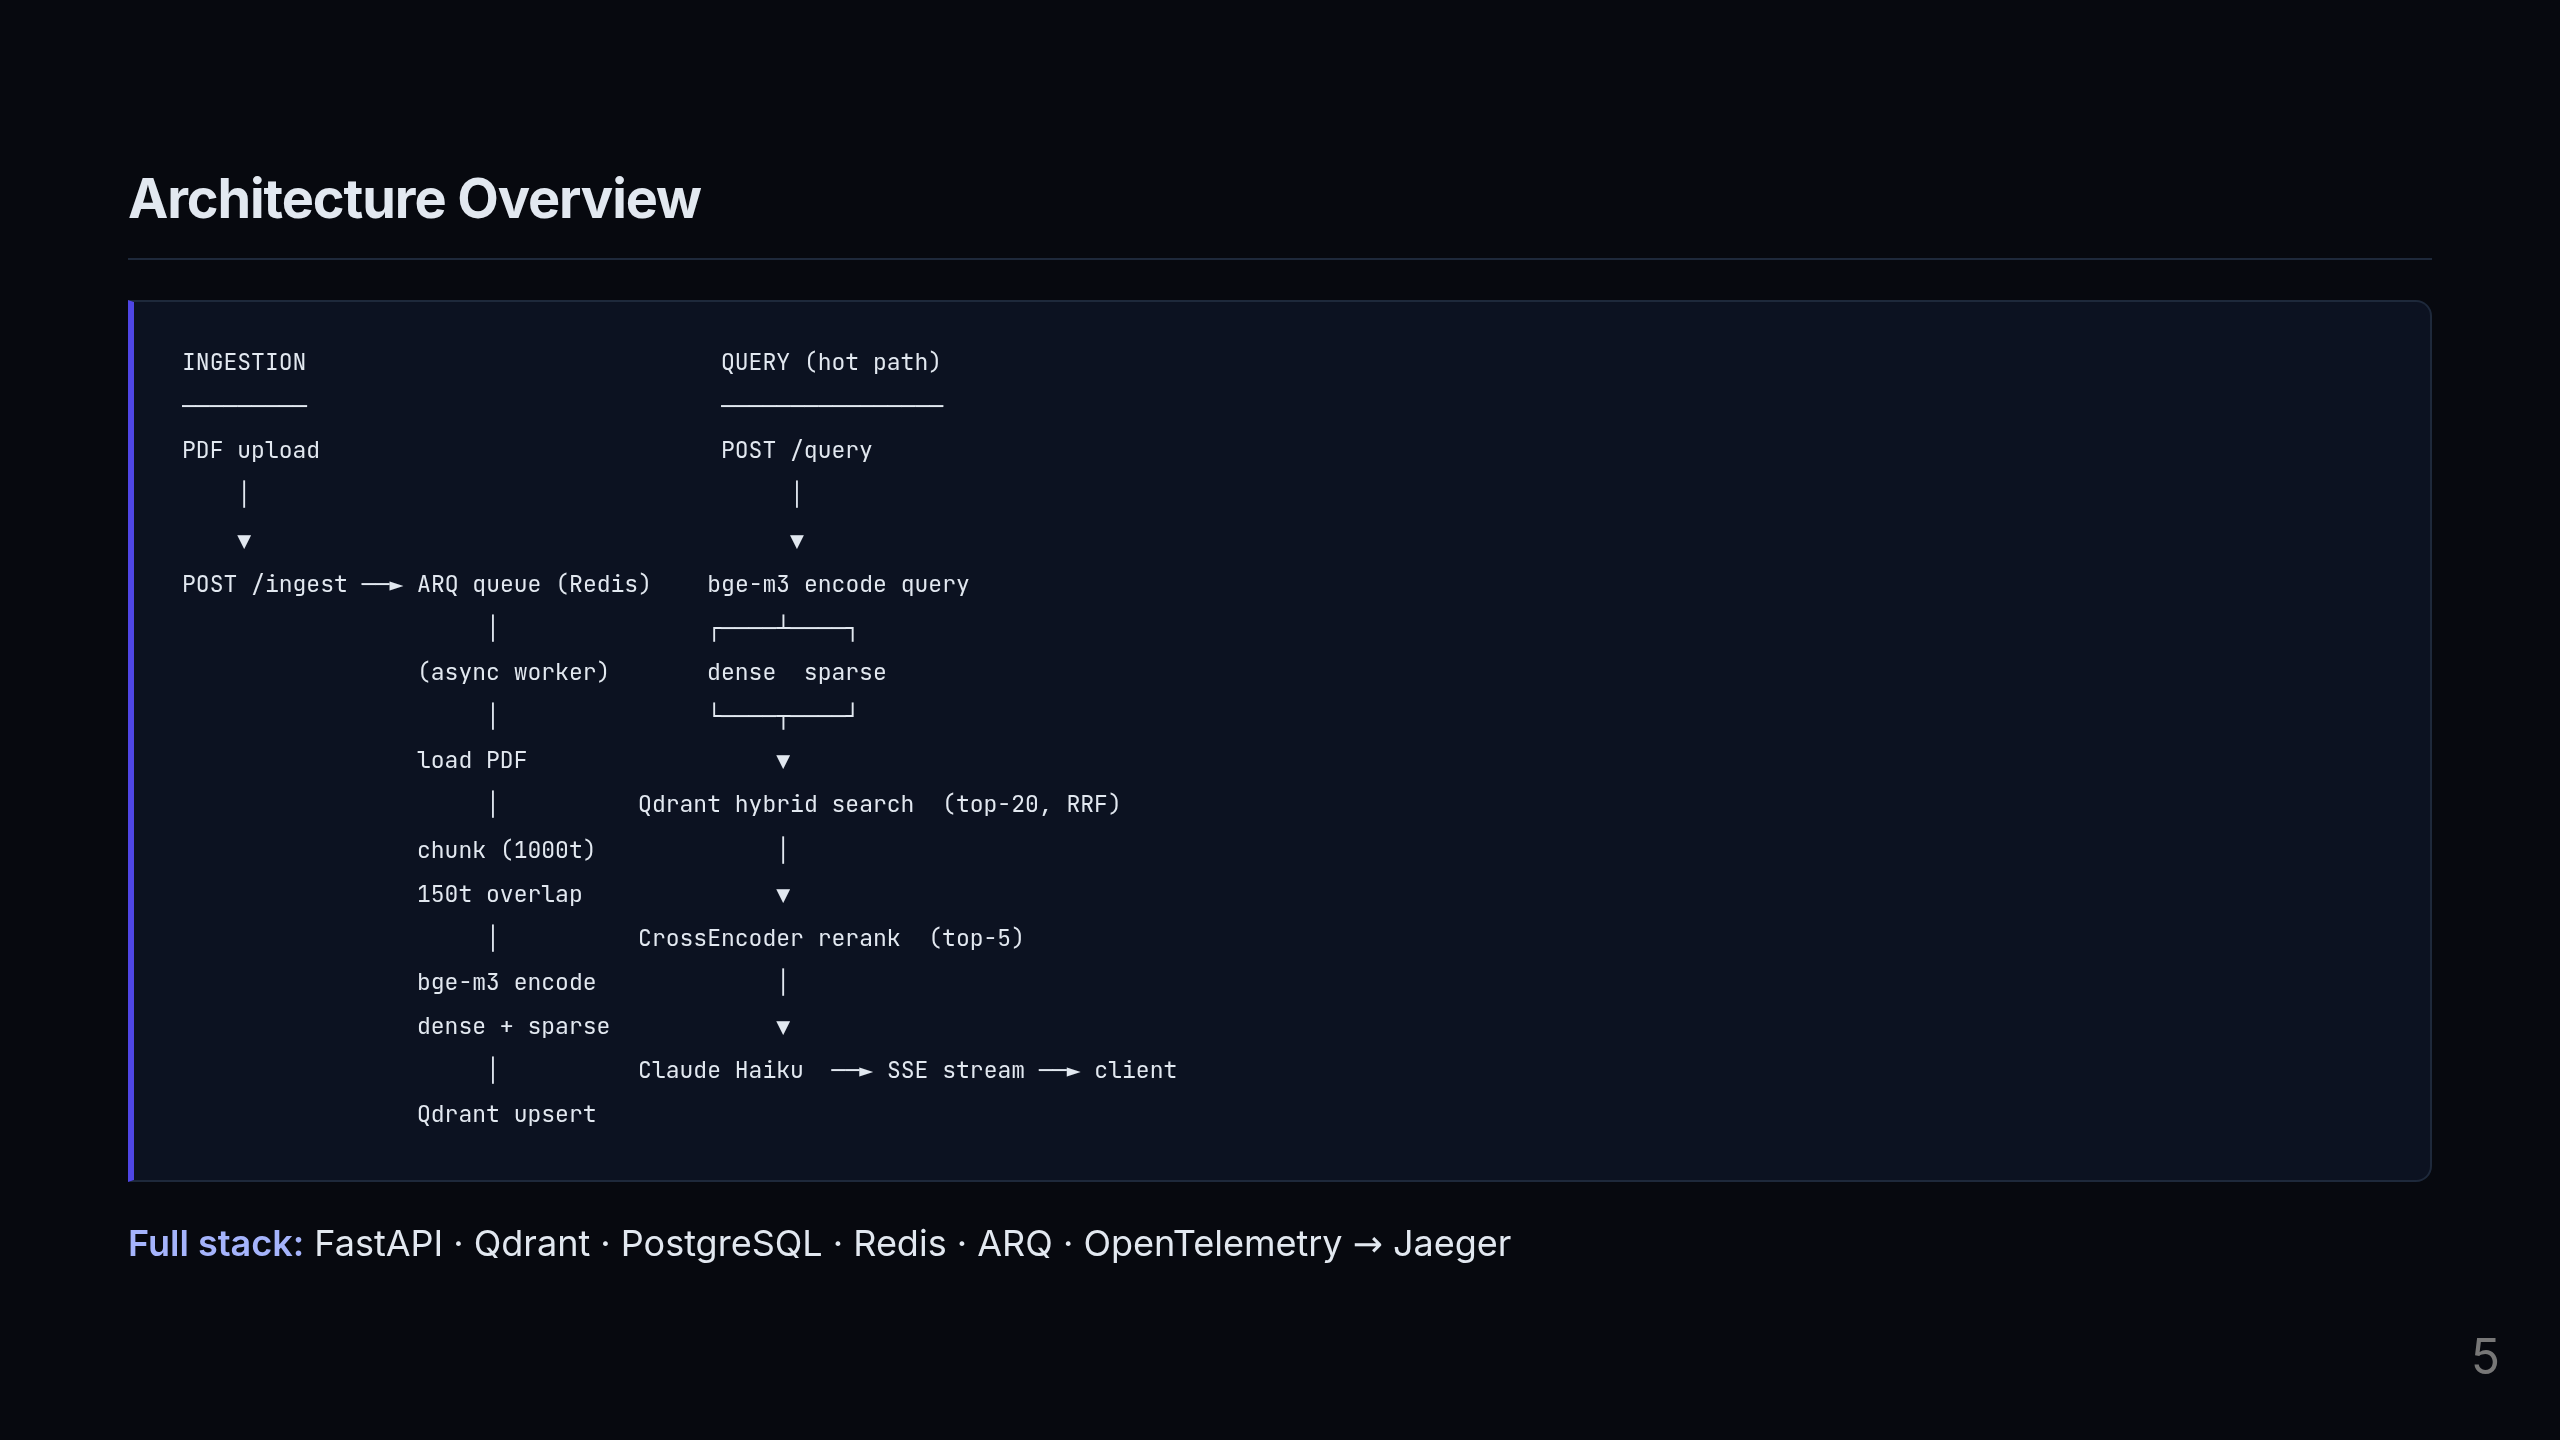 Architecture Overview
INGESTION                              QUERY (hot path)
─────────                              ────────────────
PDF upload                             POST /query
    │                                       │
    ▼                                       ▼
POST /ingest ──► ARQ queue (Redis)    bge-m3 encode query
                      │               ┌────┴────┐
                 (async worker)       dense  sparse
                      │               └────┬────┘
                 load PDF                  ▼
                      │          Qdrant hybrid search  (top-20, RRF)
                 chunk (1000t)             │
                 150t overlap              ▼
                      │          CrossEncoder rerank  (top-5)
                 bge-m3 encode             │
                 dense + sparse            ▼
                      │          Claude Haiku  ──► SSE stream ──► client
                 Qdrant upsert
Full stack: FastAPI · Qdrant · PostgreSQL · Redis · ARQ · OpenTelemetry → Jaeger
5